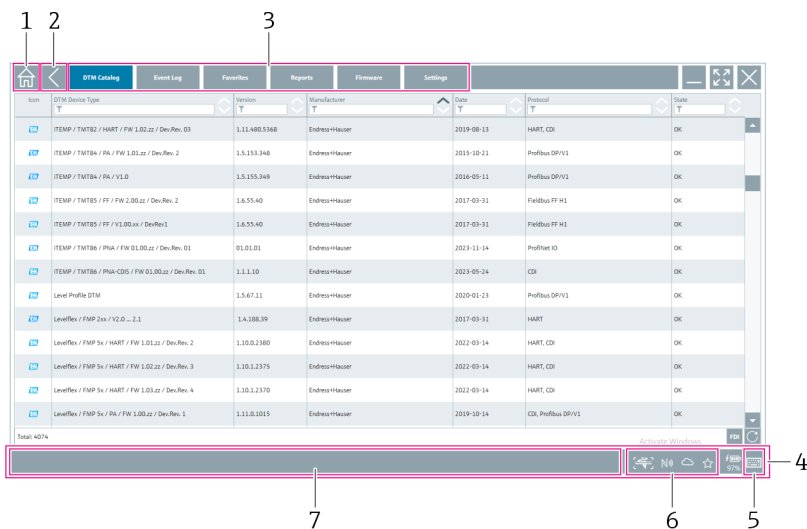 1 2 3
DTM Catalog Event Log Favorites Reports Firmware Settings
Icon DTM Device Type Version Manufacturer Date Protocol State
iTEMP / TMT82 / HART / FW 1.02.zz / Dev.Rev. 03 1.11.480.5368 Endress+Hauser 2019-08-13 HART, CDI OK
iTEMP / TMT84 / PA / FW 1.01.zz / Dev.Rev. 2 1.5.153.348 Endress+Hauser 2015-10-21 Profibus DP/V1 OK
iTEMP / TMT84 / PA / V1.0 1.5.155.349 Endress+Hauser 2016-05-11 Profibus DP/V1 OK
iTEMP / TMT85 / FF / FW 2.00.zz / Dev.Rev. 2 1.6.55.40 Endress+Hauser 2017-03-31 Fieldbus FF H1 OK
iTEMP / TMT85 / FF / V1.00.xx / DevRev1 1.6.55.40 Endress+Hauser 2017-03-31 Fieldbus FF H1 OK
iTEMP / TMT86 / PNA / FW 01.00.zz / Dev.Rev. 01 01.01.01 Endress+Hauser 2023-11-14 ProfiNet IO OK
iTEMP / TMT86 / PNA-CDIS / FW 01.00.zz / Dev.Rev. 01 1.1.1.10 Endress+Hauser 2023-05-24 CDI OK
Level Profile DTM 1.5.67.11 Endress+Hauser 2020-01-23 Profibus DP/V1 OK
Levelflex / FMP 2xx / V2.0 ... 2.1 1.4.188.39 Endress+Hauser 2017-03-31 HART OK
Levelflex / FMP 5x / HART / FW 1.01.zz / Dev.Rev. 2 1.10.0.2380 Endress+Hauser 2022-03-14 HART, CDI OK
Levelflex / FMP 5x / HART / FW 1.02.zz / Dev.Rev. 3 1.10.1.2375 Endress+Hauser 2022-03-14 HART, CDI OK
Levelflex / FMP 5x / HART / FW 1.03.zz / Dev.Rev. 4 1.10.1.2370 Endress+Hauser 2022-03-14 HART, CDI OK
Levelflex / FMP 5x / PA / FW 1.00.zz / Dev.Rev. 1 1.11.0.1015 Endress+Hauser 2019-10-14 CDI, Profibus DP/V1 OK
Total: 4074 FDI
Activate Windows
97%
4
7 6 5